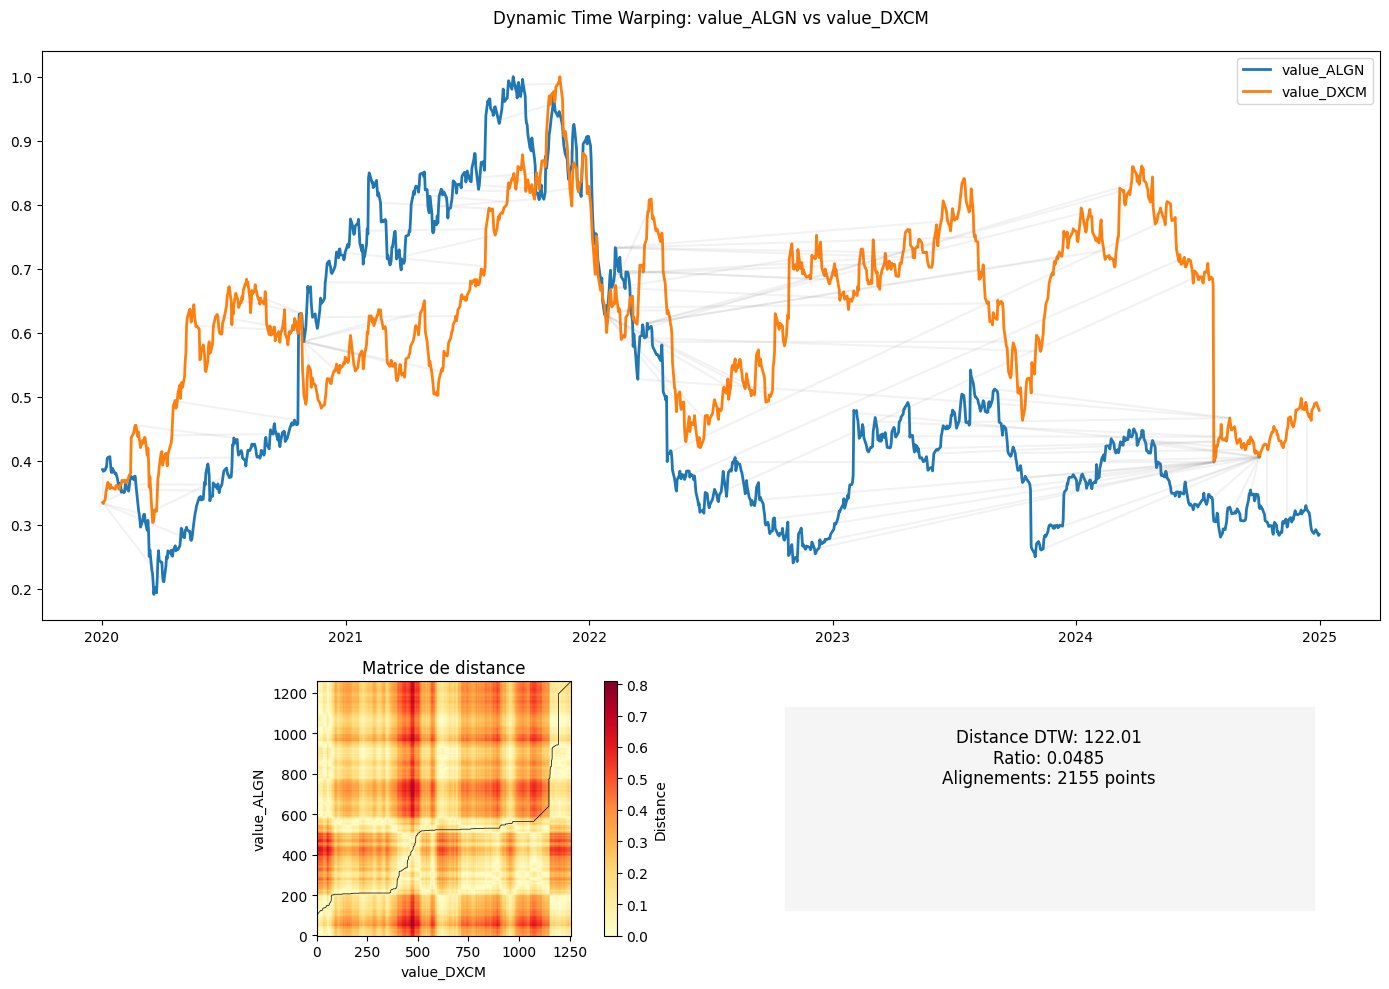 Dynamic Time Warping: value_ALGN vs value_DXCM
value_ALGN
value_DXCM
1.0
0.9
0.8
0.7
0.6
0.5
0.4
0.3
0.2
2020 2021 2022 2023 2024 2025
Matrice de distance
value_ALGN
1200
1000
800
600
400
200
0
0 250 500 750 1000 1250
value_DXCM
0.8
0.7
0.6
0.5
0.4
0.3
0.2
0.1
0.0
Distance
Distance DTW: 122.01
Ratio: 0.0485
Alignements: 2155 points